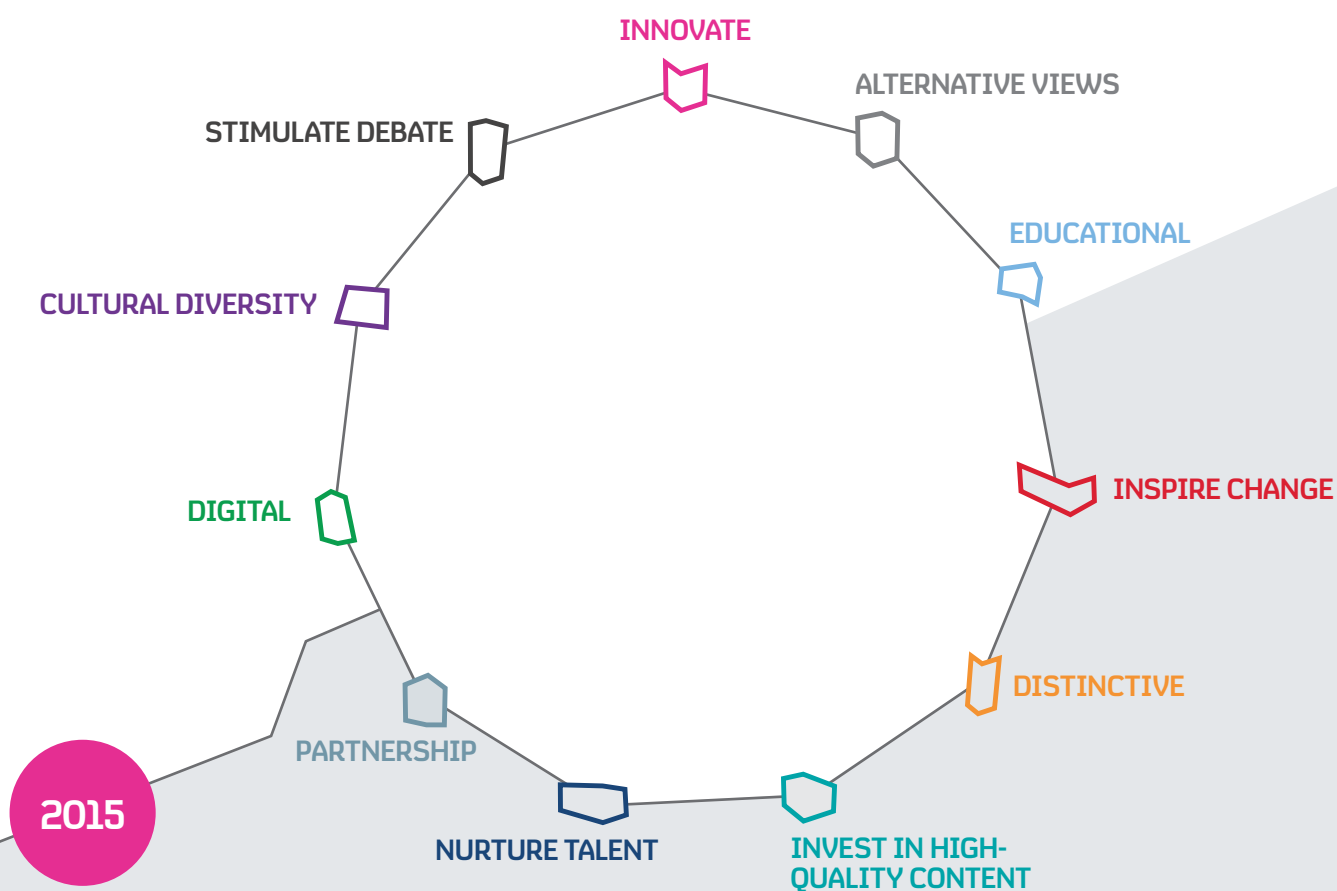 INNOVATE
ALTERNATIVE VIEWS
STIMULATE DEBATE
EDUCATIONAL
CULTURAL DIVERSITY
INSPIRE CHANGE
DIGITAL
DISTINCTIVE
PARTNERSHIP
2015
NURTURE TALENT
INVEST IN HIGH-
QUALITY CONTENT